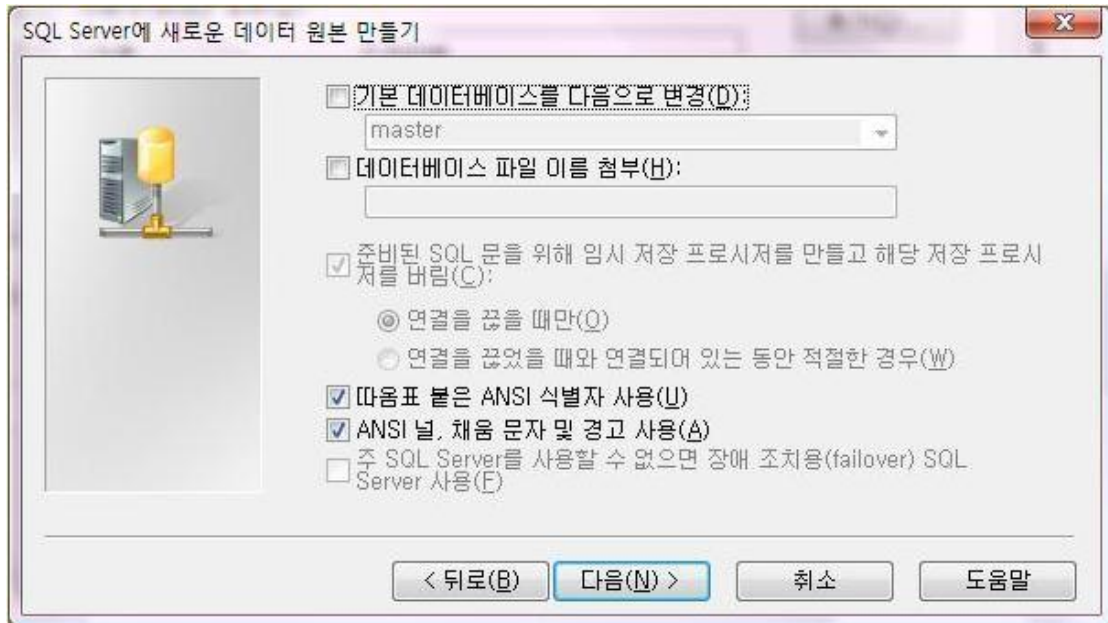 SQL Server에 새로운 데이터 원본 만들기
기본 데이터베이스를 다음으로 변경(D):
master
데이터베이스 파일 이름 첨부(H):
준비된 SQL 문을 위해 임시 저장 프로시저를 만들고 해당 저장 프로시
저를 버림(C):
연결을 끊을 때만(O)
연결을 끊었을 때와 연결되어 있는 동안 적절한 경우(W)
따옴표 붙은 ANSI 식별자 사용(U)
ANSI 널, 채움 문자 및 경고 사용(A)
주 SQL Server를 사용할 수 없으면 장애 조치용(failover) SQL
Server 사용(F)
< 뒤로(B) 다음(N) > 취소 도움말